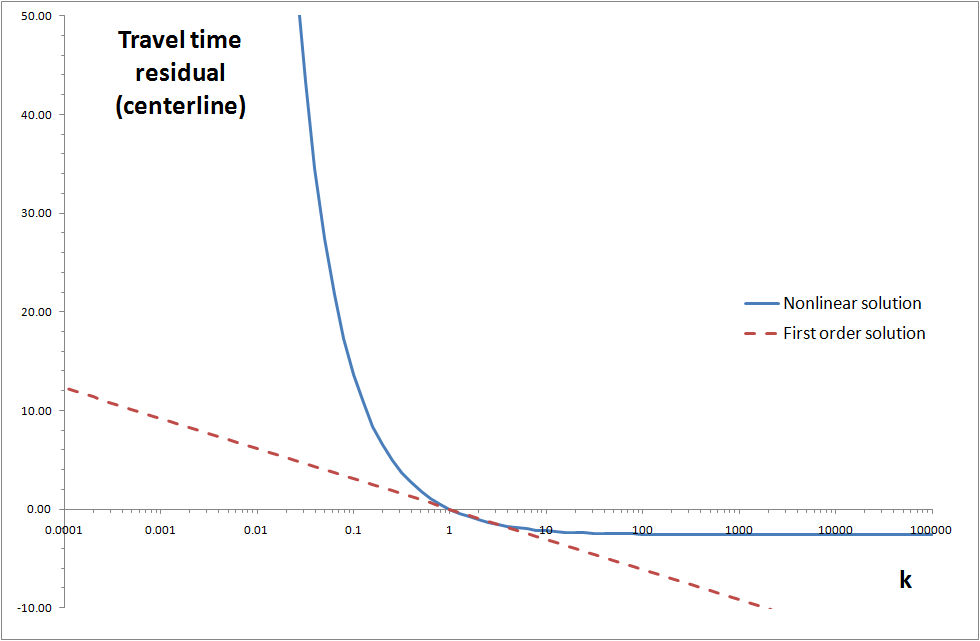 50.00
Travel time
residual
(centerline)
40.00
30.00
Nonlinear solution
20.00
First order solution
10.00
0.00
0.0001 0.001 0.01 0.1 1 10 100 1000 10000 100000
k
-10.00